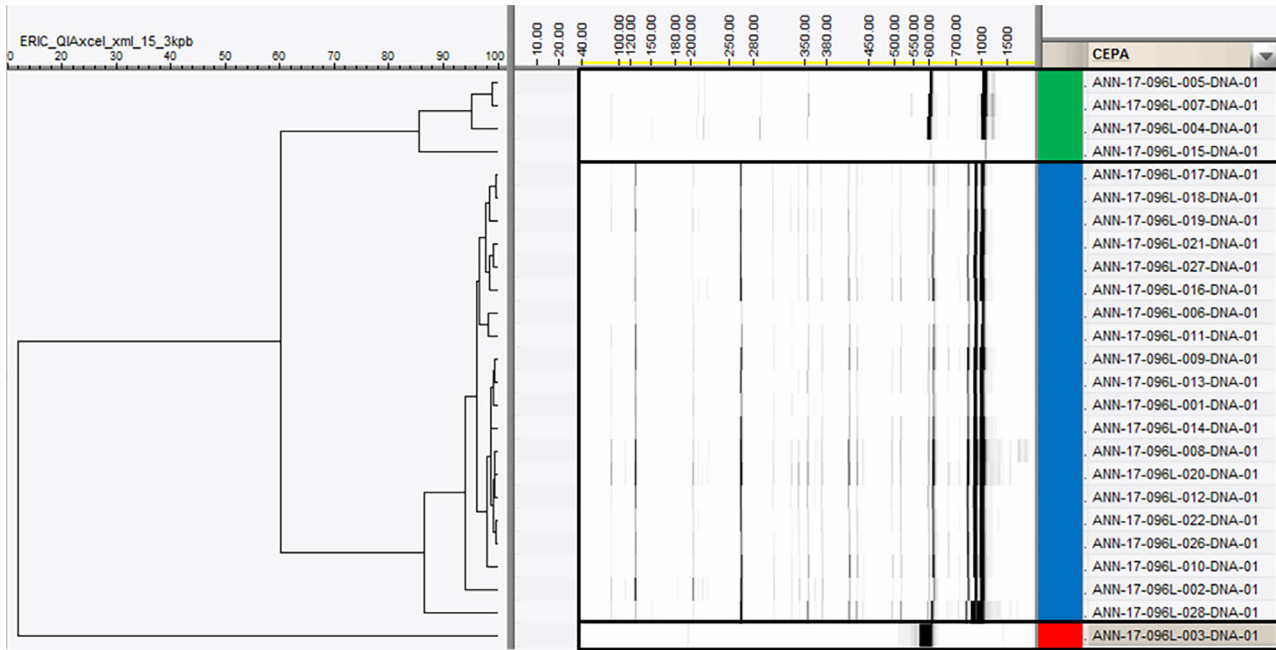 ERIC_QIAxcel_xml_15_3kpb
0 20 30 40 50 60 70 80 90 100
10.00 20.00 40.00 100.00 120.00 150.00 180.00 200.00 250.00 280.00 350.00 380.00 450.00 500.00 550.00 600.00 700.00 1000 1500
CEPA
. ANN-17-096L-005-DNA-01
. ANN-17-096L-007-DNA-01
. ANN-17-096L-004-DNA-01
. ANN-17-096L-015-DNA-01
. ANN-17-096L-017-DNA-01
. ANN-17-096L-018-DNA-01
. ANN-17-096L-019-DNA-01
. ANN-17-096L-021-DNA-01
. ANN-17-096L-027-DNA-01
. ANN-17-096L-016-DNA-01
. ANN-17-096L-006-DNA-01
. ANN-17-096L-011-DNA-01
. ANN-17-096L-009-DNA-01
. ANN-17-096L-013-DNA-01
. ANN-17-096L-001-DNA-01
. ANN-17-096L-014-DNA-01
. ANN-17-096L-008-DNA-01
. ANN-17-096L-020-DNA-01
. ANN-17-096L-012-DNA-01
. ANN-17-096L-022-DNA-01
. ANN-17-096L-026-DNA-01
. ANN-17-096L-010-DNA-01
. ANN-17-096L-002-DNA-01
. ANN-17-096L-028-DNA-01
. ANN-17-096L-003-DNA-01